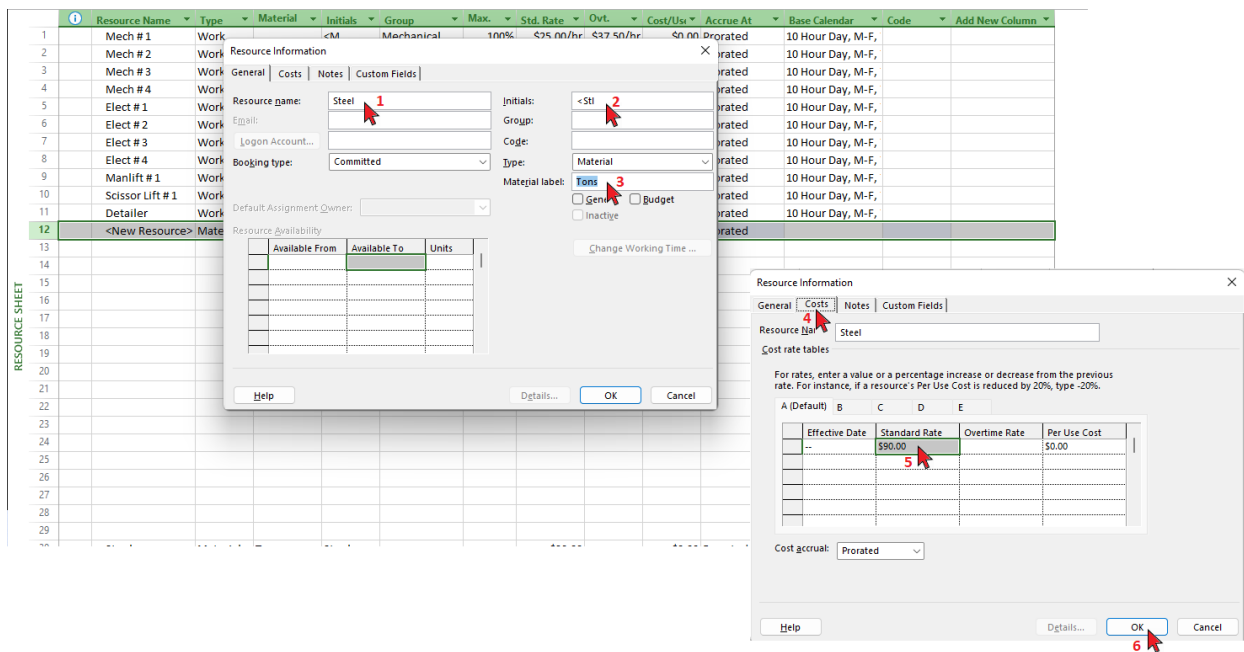 Resource Name Type Material Initials Group Max. Std. Rate Ovt. Cost/Use Accrue At Base Calendar Code Add New Column
1 Mech # 1 Work <M Mechanical 100% $25.00/hr $37.50/hr $0.00 Prorated 10 Hour Day, M-F,
2 Mech # 2 Work 10 Hour Day, M-F,
3 Mech # 3 Work 10 Hour Day, M-F,
4 Mech # 4 Work 10 Hour Day, M-F,
5 Elect # 1 Work 10 Hour Day, M-F,
6 Elect # 2 Work 10 Hour Day, M-F,
7 Elect # 3 Work 10 Hour Day, M-F,
8 Elect # 4 Work 10 Hour Day, M-F,
9 Manlift # 1 Work 10 Hour Day, M-F,
10 Scissor Lift # 1 Work 10 Hour Day, M-F,
11 Detailer Work 10 Hour Day, M-F,
12 <New Resource> Mate rorated
13
14
15
16
17
18
19
20
21
22
23
24
25
26
27
28
29
RESOURCE SHEET
Resource Information
General Costs Notes Custom Fields
Resource name: Steel 1 Initials: <Stl 2
Email: Group:
Logon Account... Code:
Booking type: Committed Type: Material
Material label: Tons 3
Generic Budget
Default Assignment Owner: Inactive
Resource Availability
Available From Available To Units Change Working Time ...
Help Details... OK Cancel
Resource Information
General Costs Notes Custom Fields
4
Resource Name Steel
Cost rate tables
For rates, enter a value or a percentage increase or decrease from the previous
rate. For instance, if a resource's Per Use Cost is reduced by 20%, type -20%.
A (Default) B C D E
Effective Date Standard Rate Overtime Rate Per Use Cost
-- $90.00 $0.00
5
Cost accrual: Prorated
Help Details... OK Cancel
6